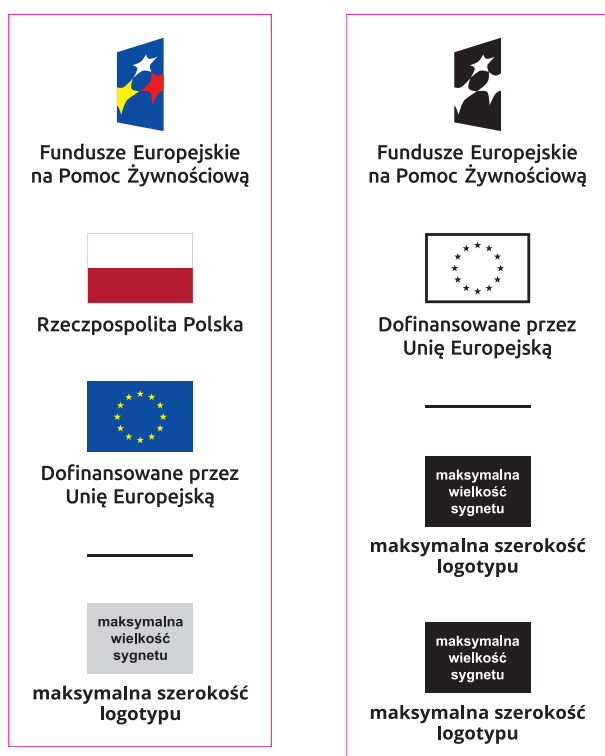 Fundusze Europejskie
na Pomoc Żywnościową
Rzeczpospolita Polska
Dofinansowane przez
Unię Europejską
maksymalna
wielkość
sygnetu
maksymalna szerokość
logotypu
Fundusze Europejskie
na Pomoc Żywnościową
Dofinansowane przez
Unię Europejską
maksymalna
wielkość
sygnetu
maksymalna szerokość
logotypu
maksymalna
wielkość
sygnetu
maksymalna szerokość
logotypu